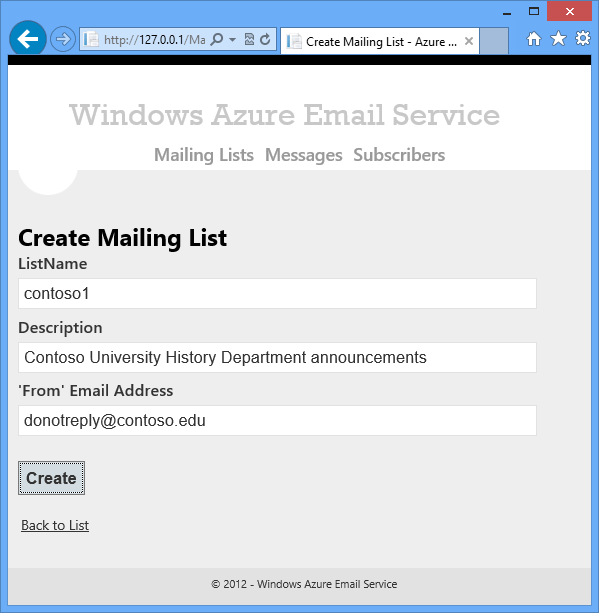 http://127.0.0.1/Ma
Create Mailing List - Azure ...
Windows Azure Email Service
Mailing Lists Messages Subscribers
Create Mailing List
ListName
contoso1
Description
Contoso University History Department announcements
'From' Email Address
donotreply@contoso.edu
Create
Back to List
© 2012 - Windows Azure Email Service